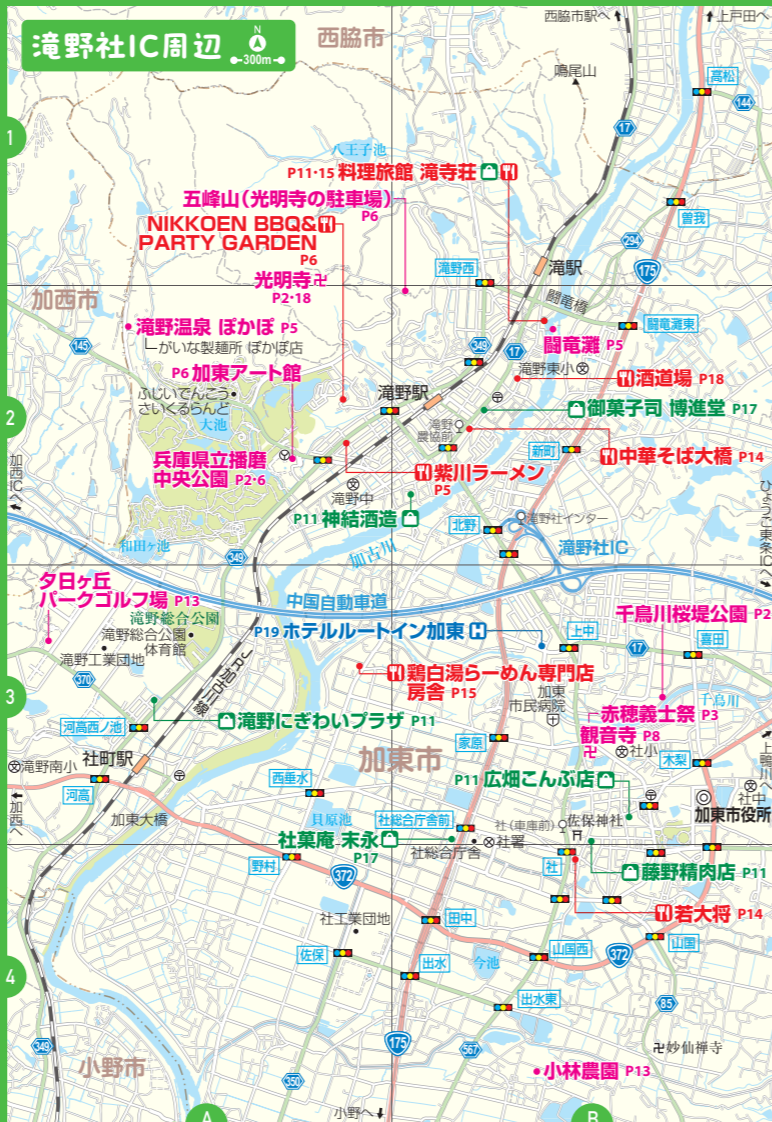 滝野社IC周辺
N
300m
西脇市
西脇市駅へ
上戸田へ
鳴尾山
高松
144
17
1
八王子池
P11・15 料理旅館 滝寺荘
五峰山(光明寺の駐車場)
P6
曽我
NIKKOEN BBQ&
PARTY GARDEN
P6
294
滝野西
滝駅
175
光明寺
P2・18
加西市
闘竜橋
滝野温泉 ぽかぽ P5
がいな製麺所 ぽかぽ店
闘竜灘東
145
闘竜灘 P5
349
17
P6 加東アート館
滝野東小
酒道場 P18
ふじいでんこう
さいくるらんど
滝野駅
2
大池
御菓子司 博進堂 P17
滝野
農協前
新町
中華そば大橋 P14
兵庫県立播磨
中央公園 P2・6
加西ICへ
紫川ラーメン
P5
滝野中
ひょうご東条ICへ
P11 神結酒造
北野
滝野社インター
和田ヶ池
349
加古川
滝野社IC
夕日ヶ丘
パークゴルフ場 P13
中国自動車道
千鳥川桜堤公園 P2
滝野総合公園
滝野総合公園
体育館
P19 ホテルルートイン加東
上中
17
喜田
滝野工業団地
JR加古川線
鶏白湯らーめん専門店
房舎 P15
370
3
加東
市民病院
千鳥川
赤穂義士祭 P3
滝野にぎわいプラザ P11
観音寺 P8
河高西ノ池
家原
社小
木梨
上鴨川へ
加東市
社町駅
滝野南小
P11 広畑こんぶ店
河高
西垂水
社中
加東市役所
加西へ
加東大橋
貝原池
社総合庁舎前
社(車庫前)
佐保神社
社菓庵 末永
P17
社総合庁舎
社署
野村
社
藤野精肉店 P11
372
社工業団地
田中
若大将 P14
山国
佐保
山国西
372
今池
4
出水
出水東
85
349
175
567
妙仙禅寺
小野市
小林農園 P13
350
小野へ
A
B